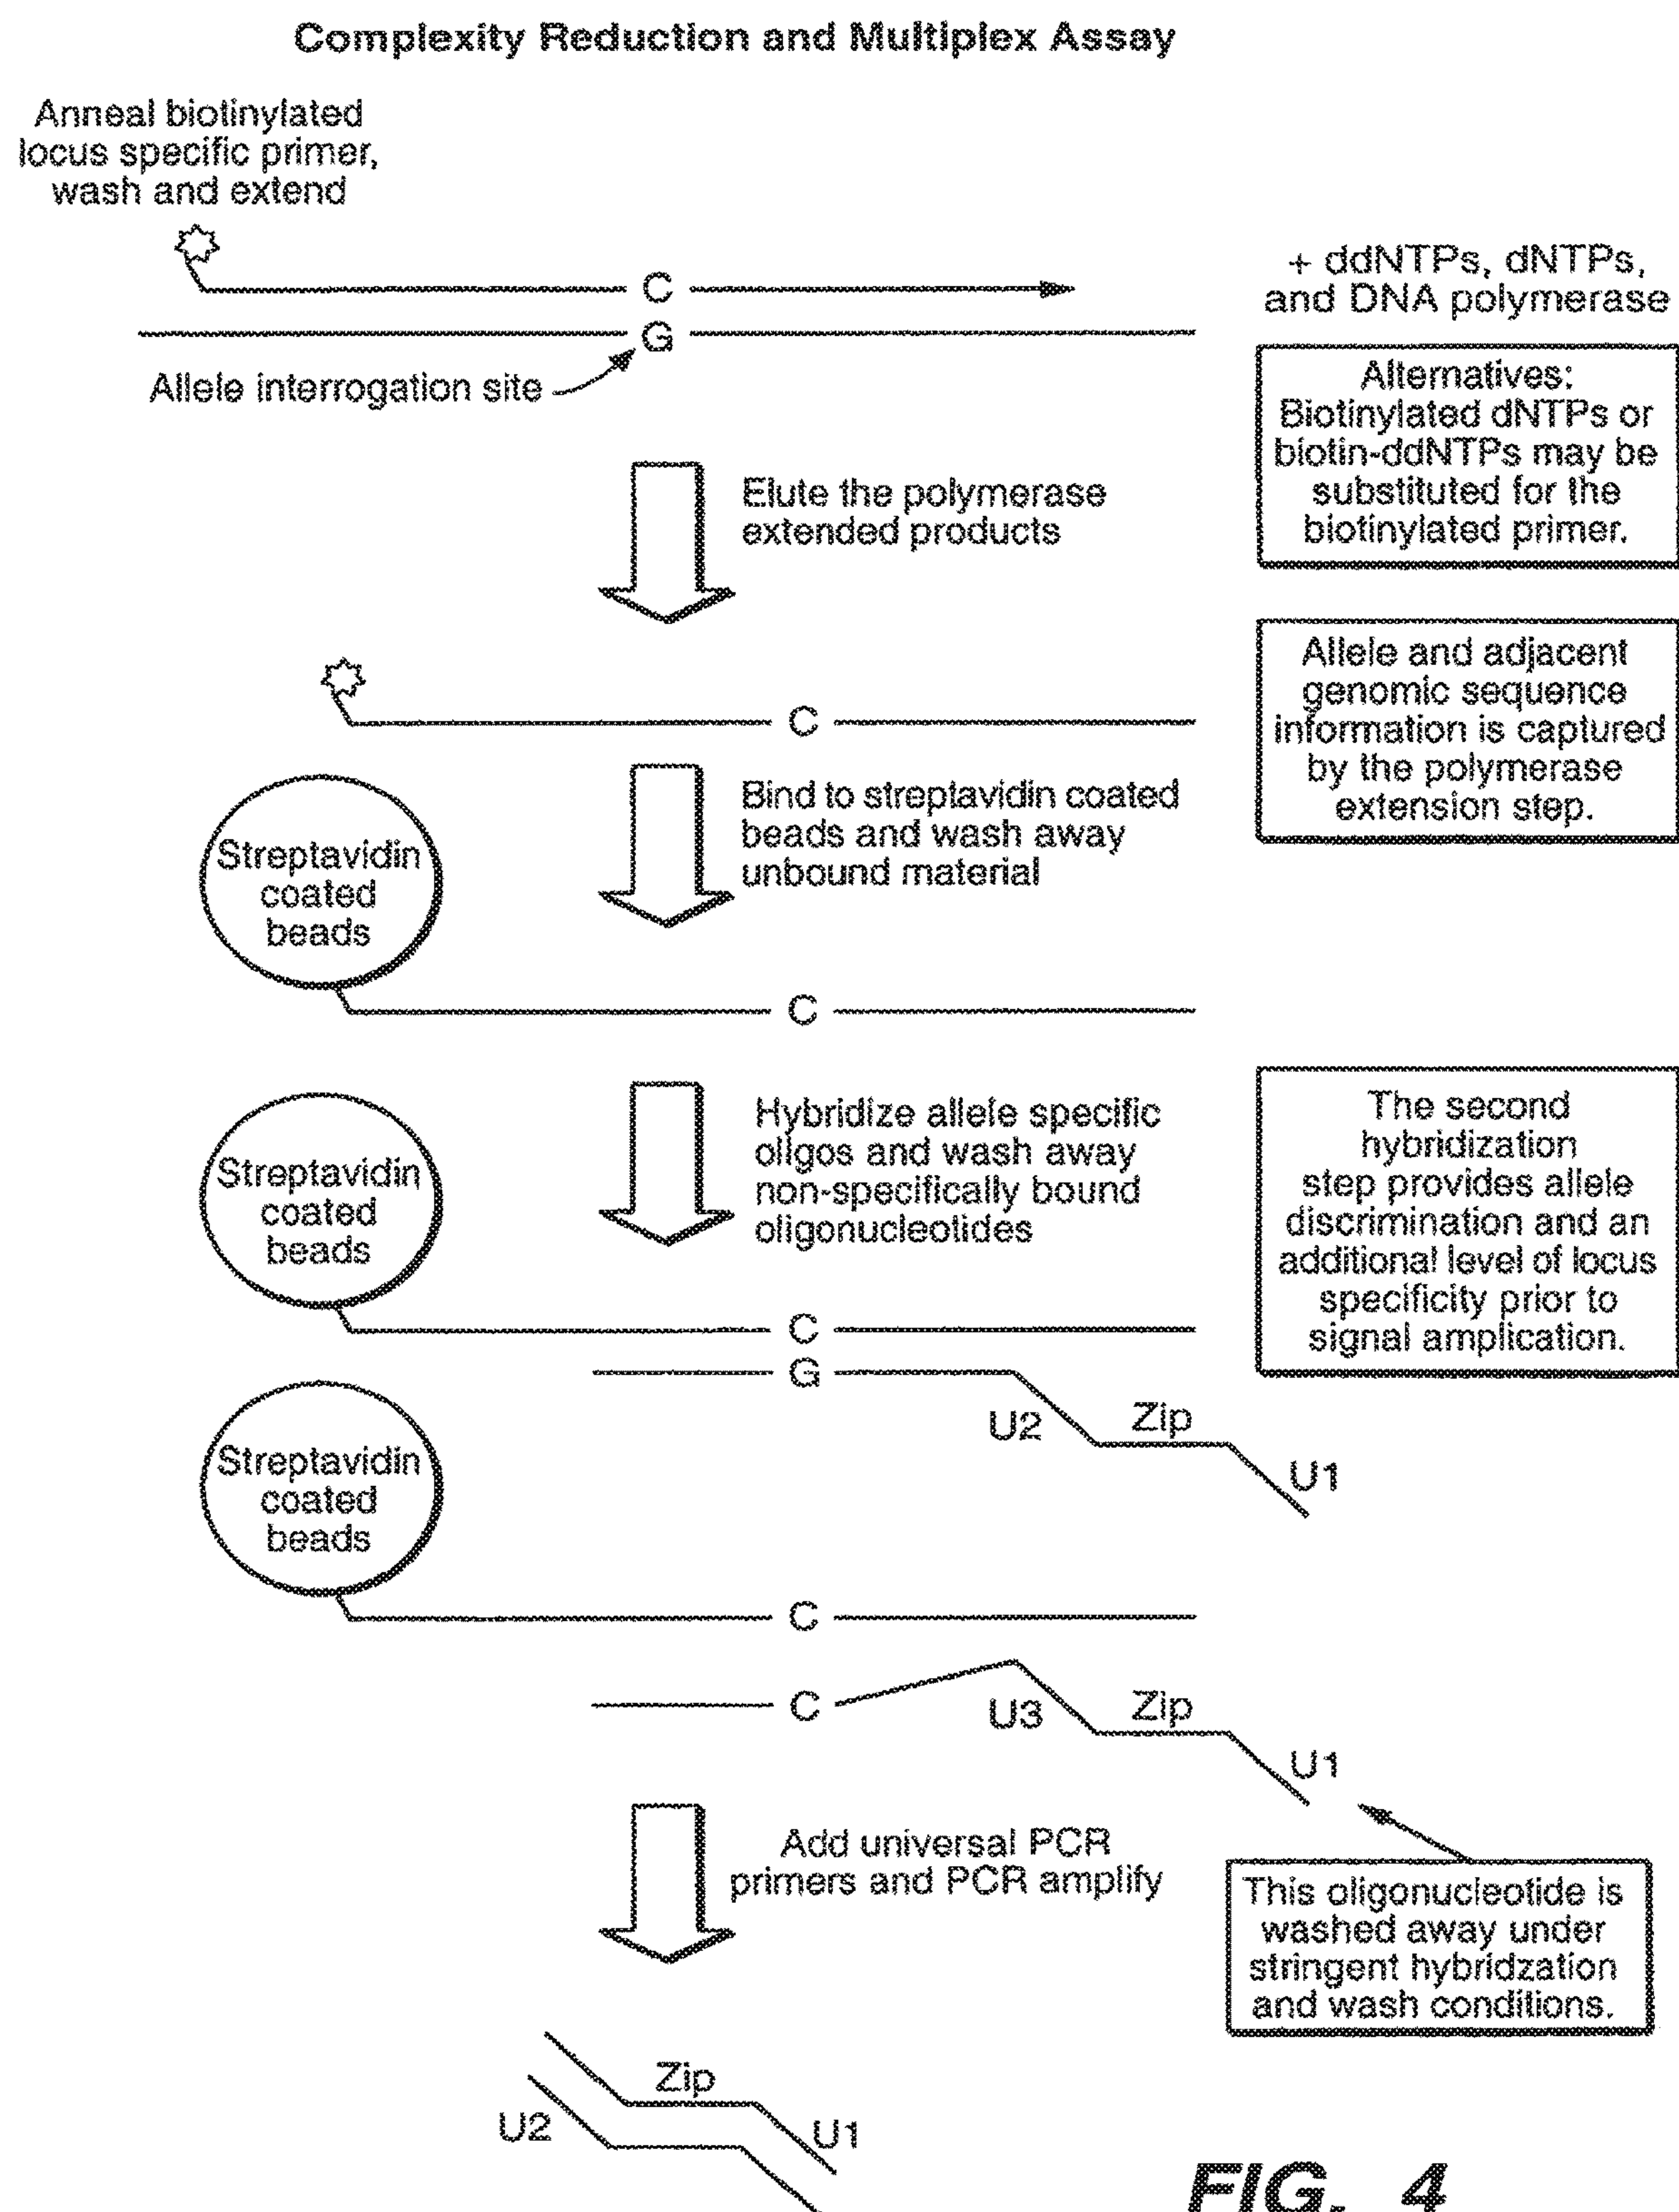 Complexity Reduction and Multiplex Assay
Anneal biotinylated
locus specific primer,
wash and extend
C
+ ddNTPs, dNTPs,
and DNA polymerase
G
Allele interrogation site
Alternatives:
Biotinylated dNTPs or
biotin-ddNTPs may be
substituted for the
biotinylated primer.
Elute the polymerase
extended products
Allele and adjacent
genomic sequence
information is captured
by the polymerase
extension step.
C
Bind to streptavidin coated
beads and wash away
unbound material
Streptavidin
coated
beads
C
Hybridize allele specific
oligos and wash away
non-specifically bound
oligonucleotides
The second
hybridization
step provides allele
discrimination and an
additional level of locus
specificity prior to
signal amplication.
Streptavidin
coated
beads
C
G
U2
Zip
U1
Streptavidin
coated
beads
C
C
U3
Zip
U1
Add universal PCR
primers and PCR amplify
This oligonucleotide is
washed away under
stringent hybridzation
and wash conditions.
Zip
U2
U1
FIG._4